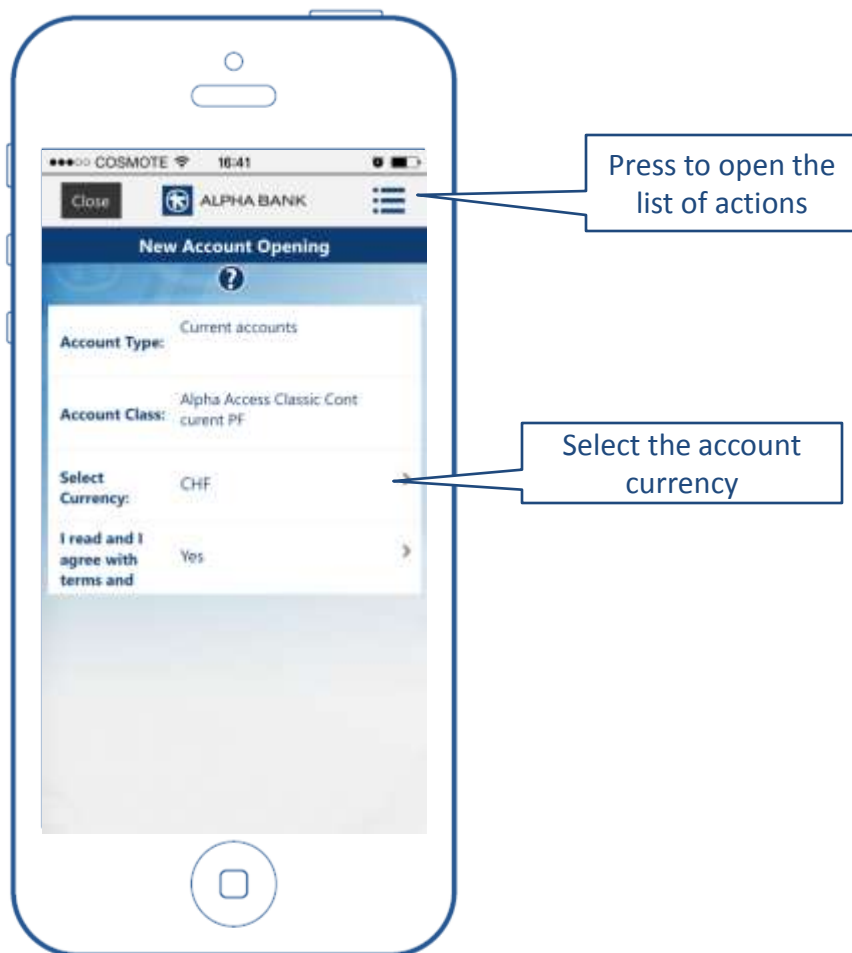 COSMOTE 16:41
Close ALPHA BANK
Press to open the
list of actions
New Account Opening
?
Account Type: Current accounts
Account Class: Alpha Access Classic Cont
curent PF
Select the account
currency
Select
Currency: CHF
I read and I
agree with
terms and
Yes